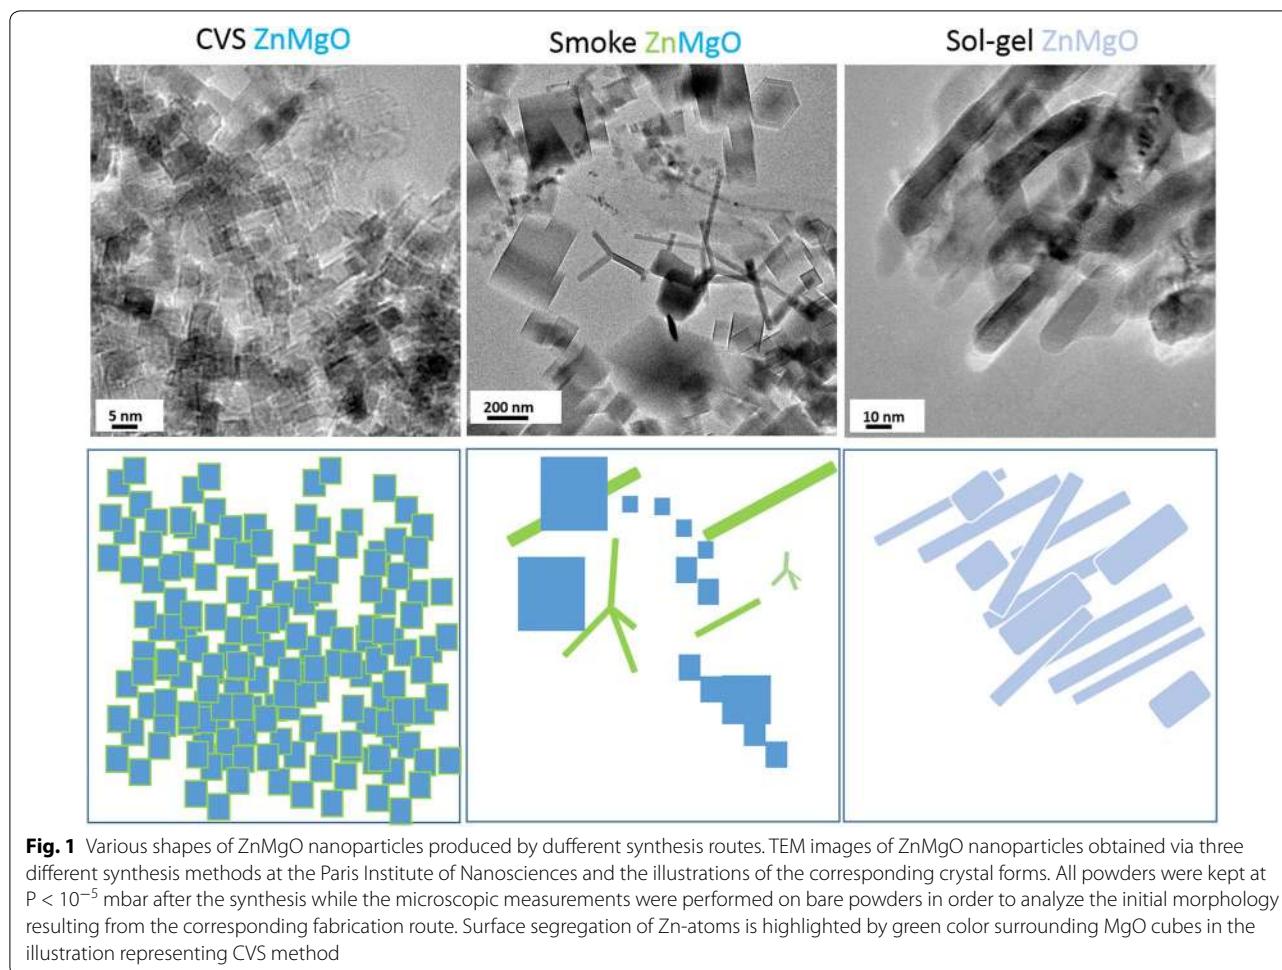 CVS ZnMgO
Smoke ZnMgO
Sol-gel ZnMgO
5 nm
200 nm
10 nm
Fig. 1 Various shapes of ZnMgO nanoparticles produced by dufferent synthesis routes. TEM images of ZnMgO nanoparticles obtained via three
different synthesis methods at the Paris Institute of Nanosciences and the illustrations of the corresponding crystal forms. All powders were kept at
P < 10⁻⁵ mbar after the synthesis while the microscopic measurements were performed on bare powders in order to analyze the initial morphology
resulting from the corresponding fabrication route. Surface segregation of Zn-atoms is highlighted by green color surrounding MgO cubes in the
illustration representing CVS method